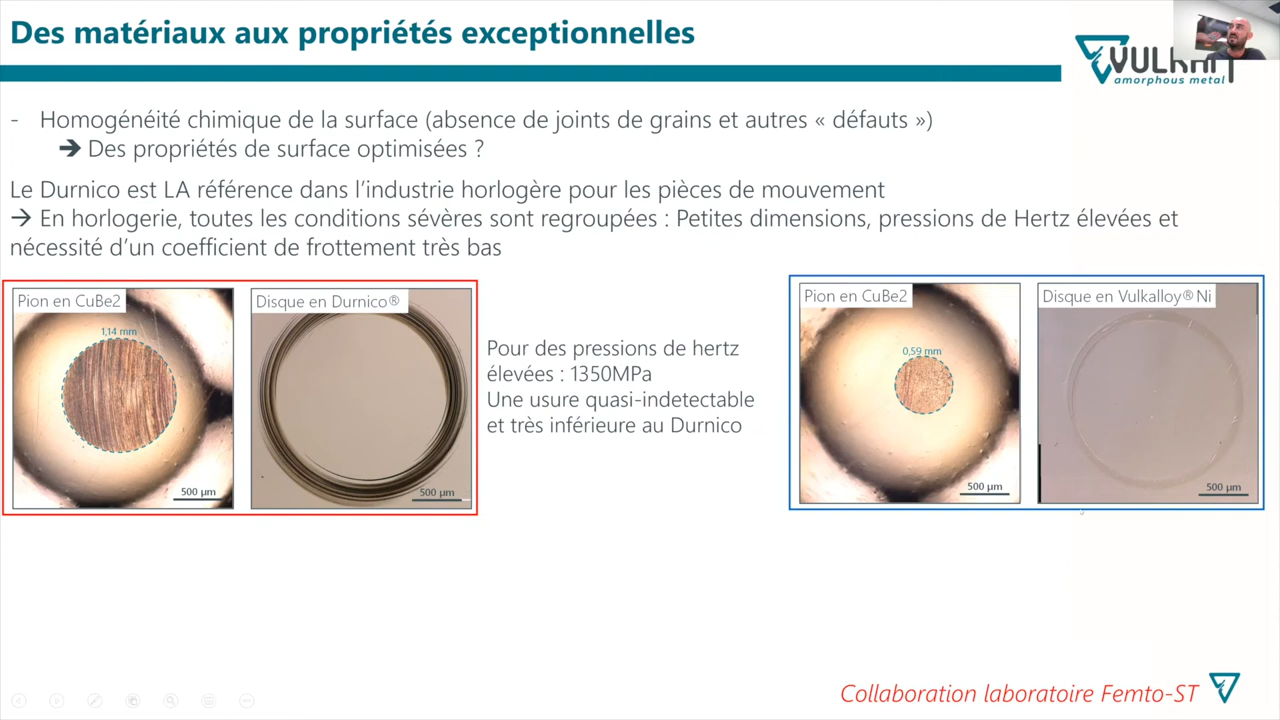 Des matériaux aux propriétés exceptionnelles
amorphous metal
- Homogénéité chimique de la surface (absence de joints de grains et autres « défauts »)
➔ Des propriétés de surface optimisées ?
Le Durnico est LA référence dans l'industrie horlogère pour les pièces de mouvement
→ En horlogerie, toutes les conditions sévères sont regroupées : Petites dimensions, pressions de Hertz élevées et
nécessité d'un coefficient de frottement très bas
Pion en CuBe2
1,14 mm
500 µm
Disque en Durnico®
500 µm
Pour des pressions de hertz
élevées : 1350MPa
Une usure quasi-indetectable
et très inférieure au Durnico
Pion en CuBe2
0,59 mm
500 µm
Disque en Vulkalloy® Ni
500 µm
Collaboration laboratoire Femto-ST